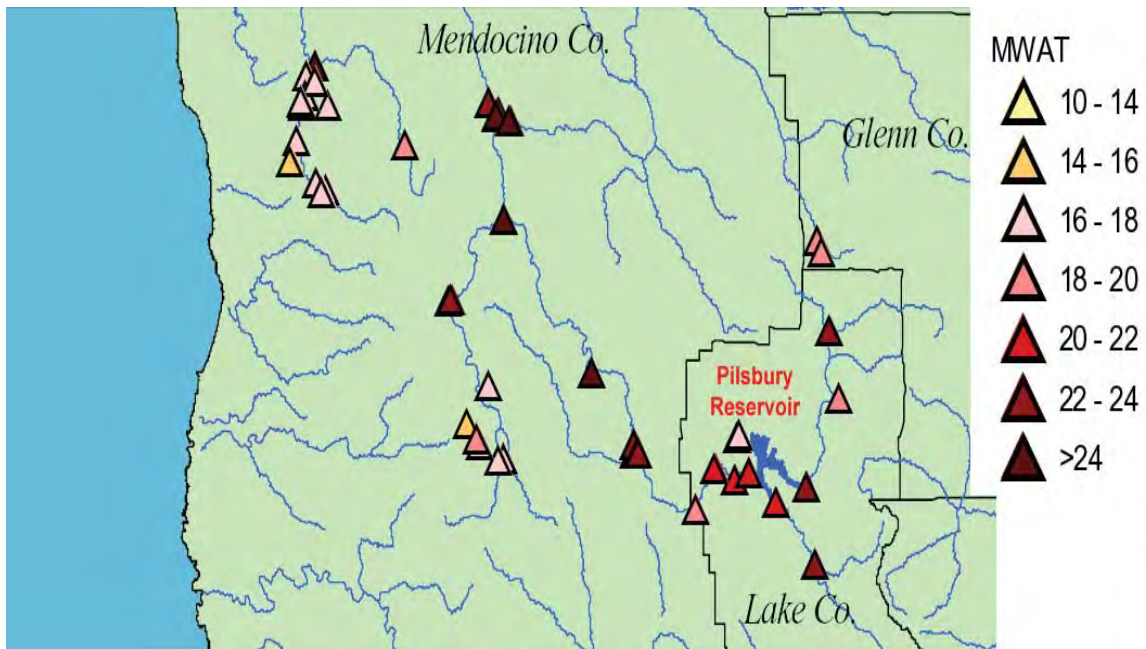 Mendocino Co.
Glenn Co.
Pilsbury
Reservoir
Lake Co.
MWAT
10 - 14
14 - 16
16 - 18
18 - 20
20 - 22
22 - 24
>24